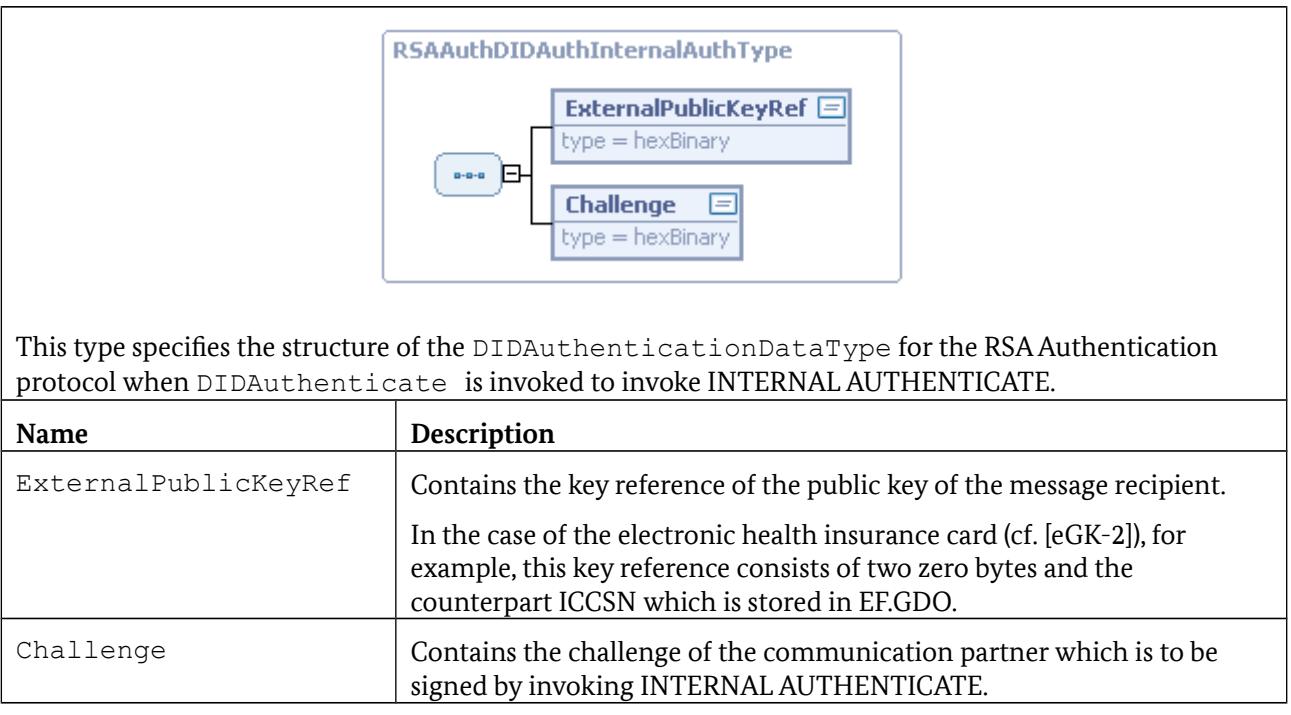 RSAAuthDIDAuthInternalAuthType
ExternalPublicKeyRef
type = hexBinary
Challenge
type = hexBinary
This type specifies the structure of the DIDAuthenticationDataType for the RSA Authentication
protocol when DIDAuthenticate is invoked to invoke INTERNAL AUTHENTICATE.
Name Description
ExternalPublicKeyRef Contains the key reference of the public key of the message recipient.
In the case of the electronic health insurance card (cf. [eGK-2]), for
example, this key reference consists of two zero bytes and the
counterpart ICCSN which is stored in EF.GDO.
Challenge Contains the challenge of the communication partner which is to be
signed by invoking INTERNAL AUTHENTICATE.